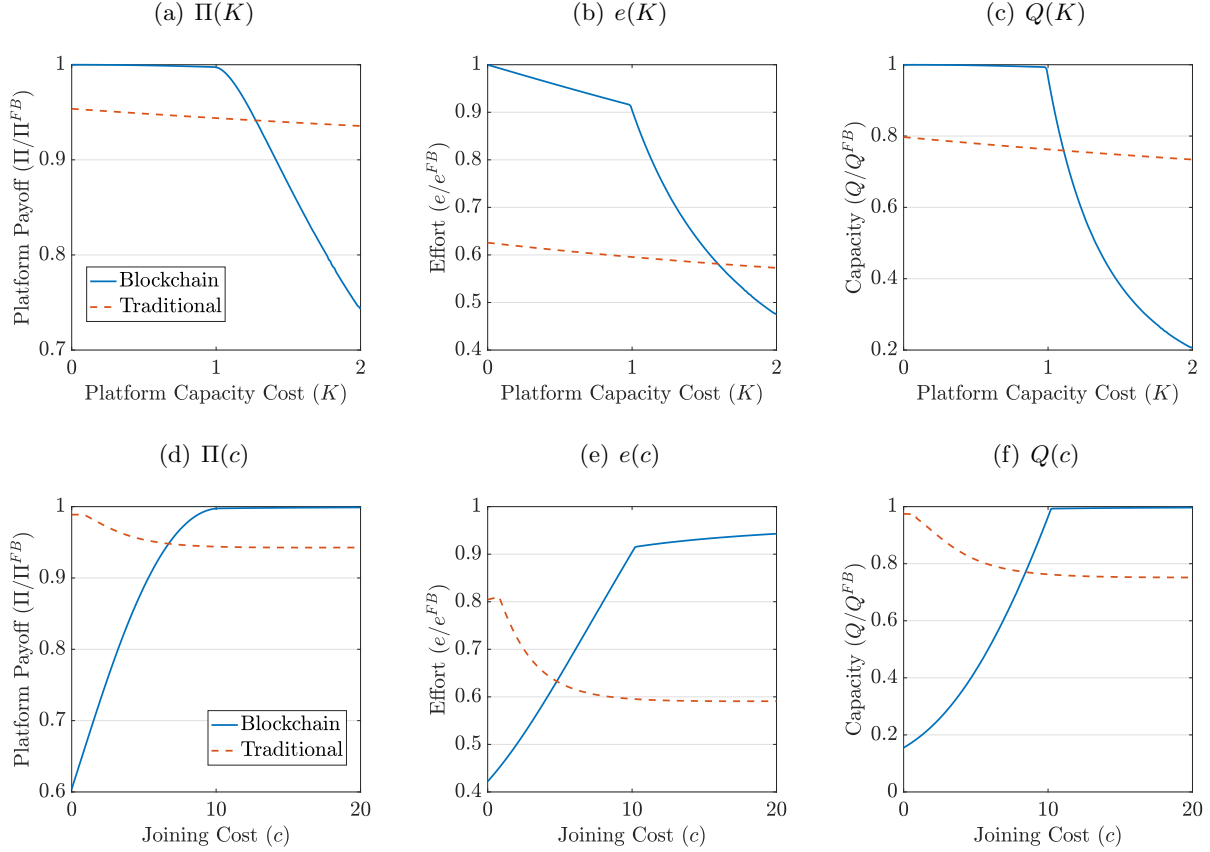 (a) Π(K)
Platform Payoff (Π/Π^{FB})
1
0.9
0.8
0.7
Blockchain
Traditional
0
1
2
Platform Capacity Cost (K)
(b) e(K)
Effort (e/e^{FB})
1
0.9
0.8
0.7
0.6
0.5
0.4
0
1
2
Platform Capacity Cost (K)
(c) Q(K)
Capacity (Q/Q^{FB})
1
0.8
0.6
0.4
0.2
0
1
2
Platform Capacity Cost (K)
(d) Π(c)
Platform Payoff (Π/Π^{FB})
1
0.9
0.8
0.7
0.6
Blockchain
Traditional
0
10
20
Joining Cost (c)
(e) e(c)
Effort (e/e^{FB})
1
0.9
0.8
0.7
0.6
0.5
0.4
0
10
20
Joining Cost (c)
(f) Q(c)
Capacity (Q/Q^{FB})
1
0.8
0.6
0.4
0.2
0
0
10
20
Joining Cost (c)